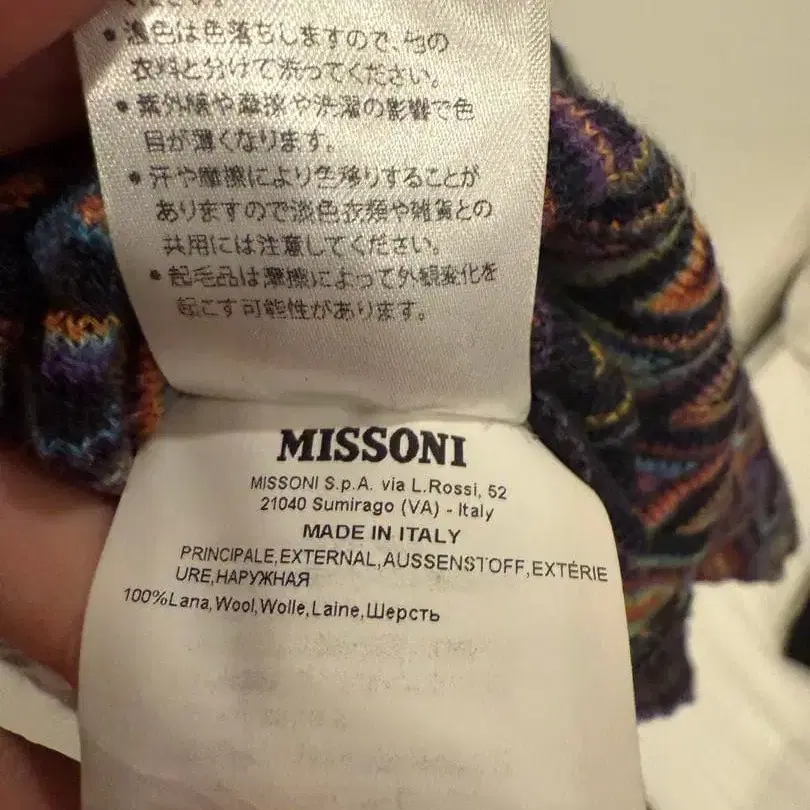 ください。
• 濃色は色落ちしますので、他の
衣料と分けて洗ってください。
• 紫外線や摩擦や洗濯の影響で色
目が薄くなります。
• 汗や摩擦により色移りすることが
ありますので淡色衣類や雑貨との
共用には注意してください。
• 起毛品は摩擦によって外観変化を
起こす可能性があります。
MISSONI
MISSONI S.p.A. via L.Rossi, 52
21040 Sumirago (VA) - Italy
MADE IN ITALY
PRINCIPALE,EXTERNAL,AUSSENSTOFF,EXTÉRIE
URE,НАРУЖНАЯ
100%Lana,Wool,Wolle,Laine,Шерсть